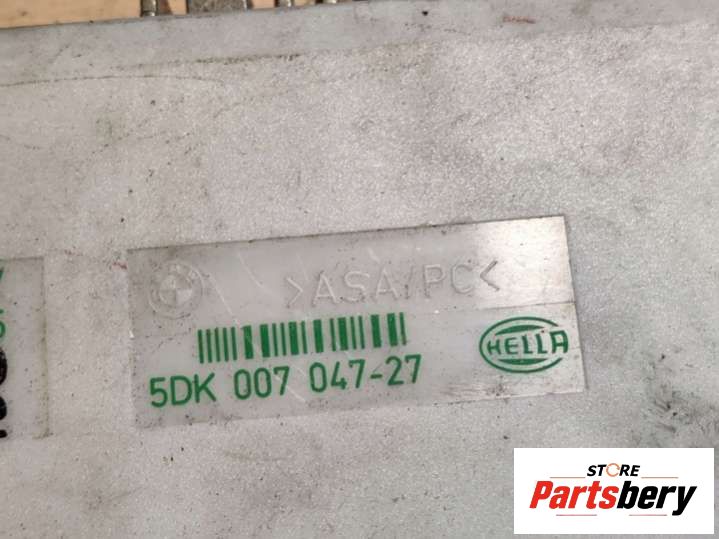 >ASA/PC<
5DK 007 047-27
HELLA
STORE
Partsbery